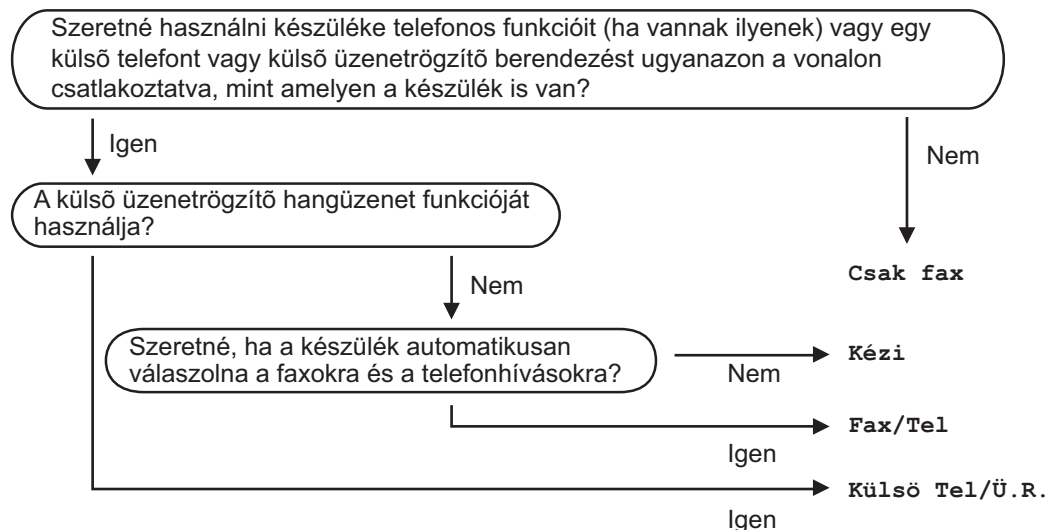 Szeretné használni készüléke telefonos funkcióit (ha vannak ilyenek) vagy egy
külsõ telefont vagy külsõ üzenetrögzítõ berendezést ugyanazon a vonalon
csatlakoztatva, mint amelyen a készülék is van?
Igen
Nem
A külsõ üzenetrögzítõ hangüzenet funkcióját
használja?
Csak fax
Nem
Szeretné, ha a készülék automatikusan
válaszolna a faxokra és a telefonhívásokra?
Nem
Kézi
Fax/Tel
Igen
Külsö Tel/Ü.R.
Igen